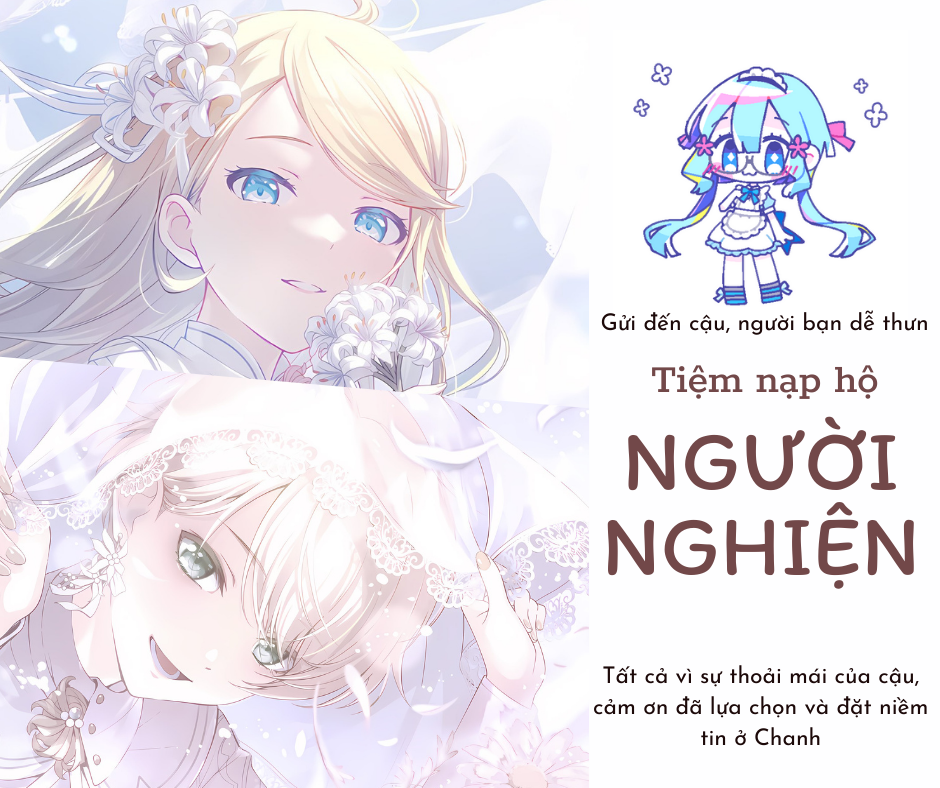 Gửi đến cậu, người bạn dễ thưn
Tiệm nạp hộ
NGƯỜI
NGHIỆN
Tất cả vì sự thoải mái của cậu,
cảm ơn đã lựa chọn và đặt niềm
tin ở Chanh